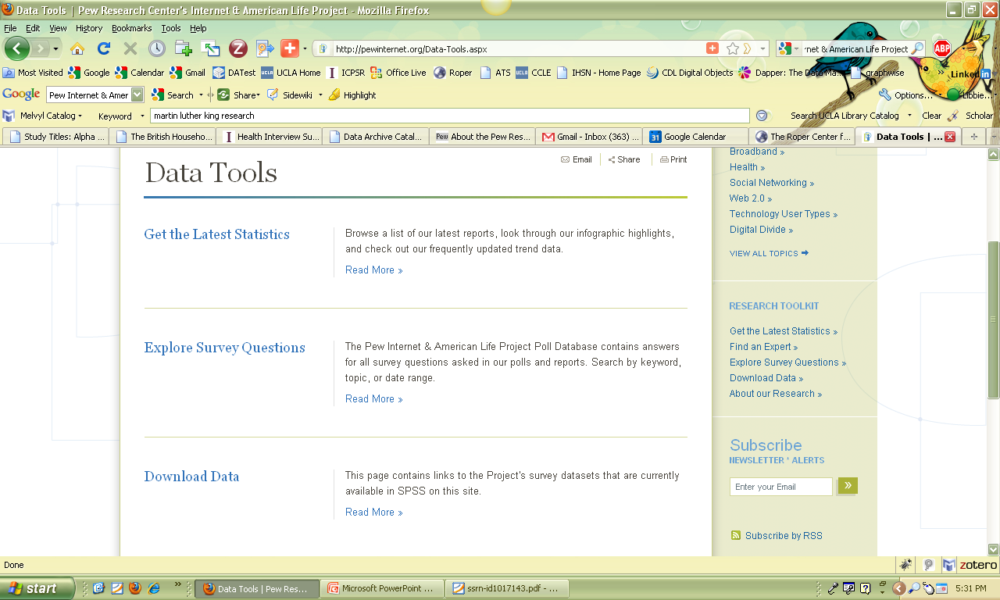 Data Tools | Pew Research Center's Internet & American Life Project - Mozilla Firefox
File Edit View History Bookmarks Tools Help
http://pewinternet.org/Data-Tools.aspx
net & American Life Project
ABP
Most Visited Google Calendar Gmail DATest UCLA Home ICPSR Office Live Roper ATS CCLE IHSN - Home Page CDL Digital Objects Dapper: The Data Ma... graphwise LinkedIn
Google Pew Internet & Amer Search Share Sidewiki Highlight Options...
Melvyl Catalog Keyword martin luther king research Search UCLA Library Catalog Clear Scholar
Study Titles: Alpha ... The British Househo... Health Interview Su... Data Archive Catal... About the Pew Res... Gmail - Inbox (363) ... Google Calendar The Roper Center f... Data Tools | ...
Data Tools
Email Share Print
Get the Latest Statistics
Browse a list of our latest reports, look through our infographic highlights,
and check out our frequently updated trend data.
Read More »
Explore Survey Questions
The Pew Internet & American Life Project Poll Database contains answers
for all survey questions asked in our polls and reports. Search by keyword,
topic, or date range.
Read More »
Download Data
This page contains links to the Project's survey datasets that are currently
available in SPSS on this site.
Read More »
Broadband »
Health »
Social Networking »
Web 2.0 »
Technology User Types »
Digital Divide »
VIEW ALL TOPICS
RESEARCH TOOLKIT
Get the Latest Statistics »
Find an Expert »
Explore Survey Questions »
Download Data »
About our Research »
Subscribe
NEWSLETTER * ALERTS
Enter your Email »
Subscribe by RSS
Done
zotero
start Data Tools | Pew Res... Microsoft PowerPoint ... ssrn-id1017143.pdf - ... 5:31 PM